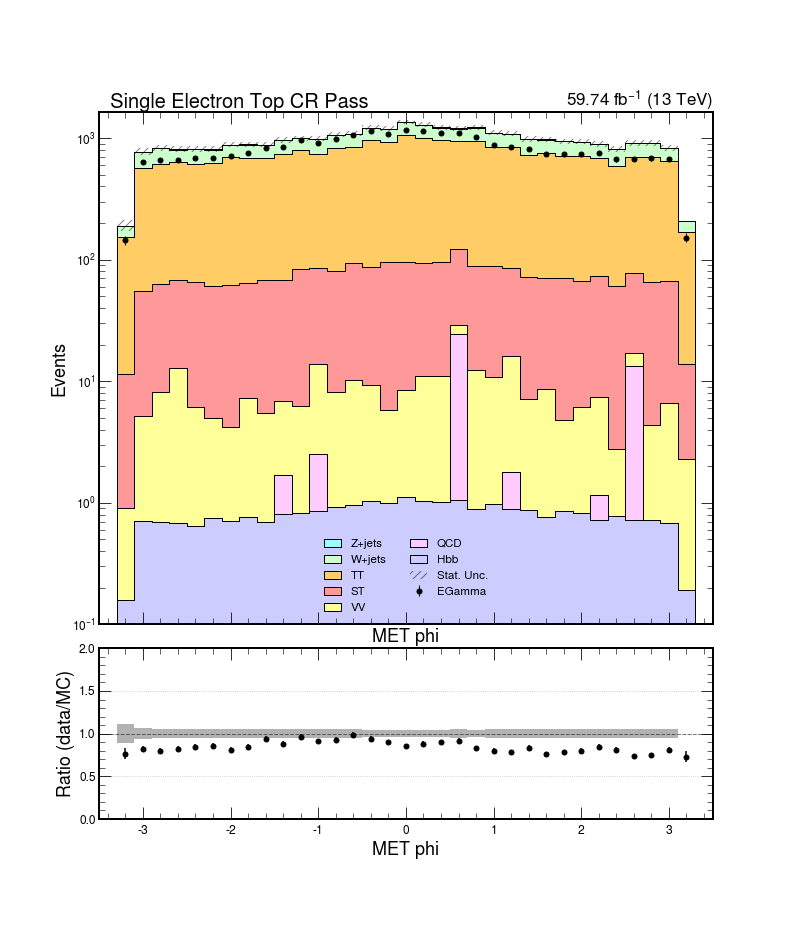 Single Electron Top CR Pass 59.74 fb⁻¹ (13 TeV)
Events
10³
10²
10¹
10⁰
10⁻¹
Z+jets QCD
W+jets Hbb
TT Stat. Unc.
ST EGamma
VV
MET phi
Ratio (data/MC)
2.0
1.5
1.0
0.5
0.0
-3 -2 -1 0 1 2 3
MET phi